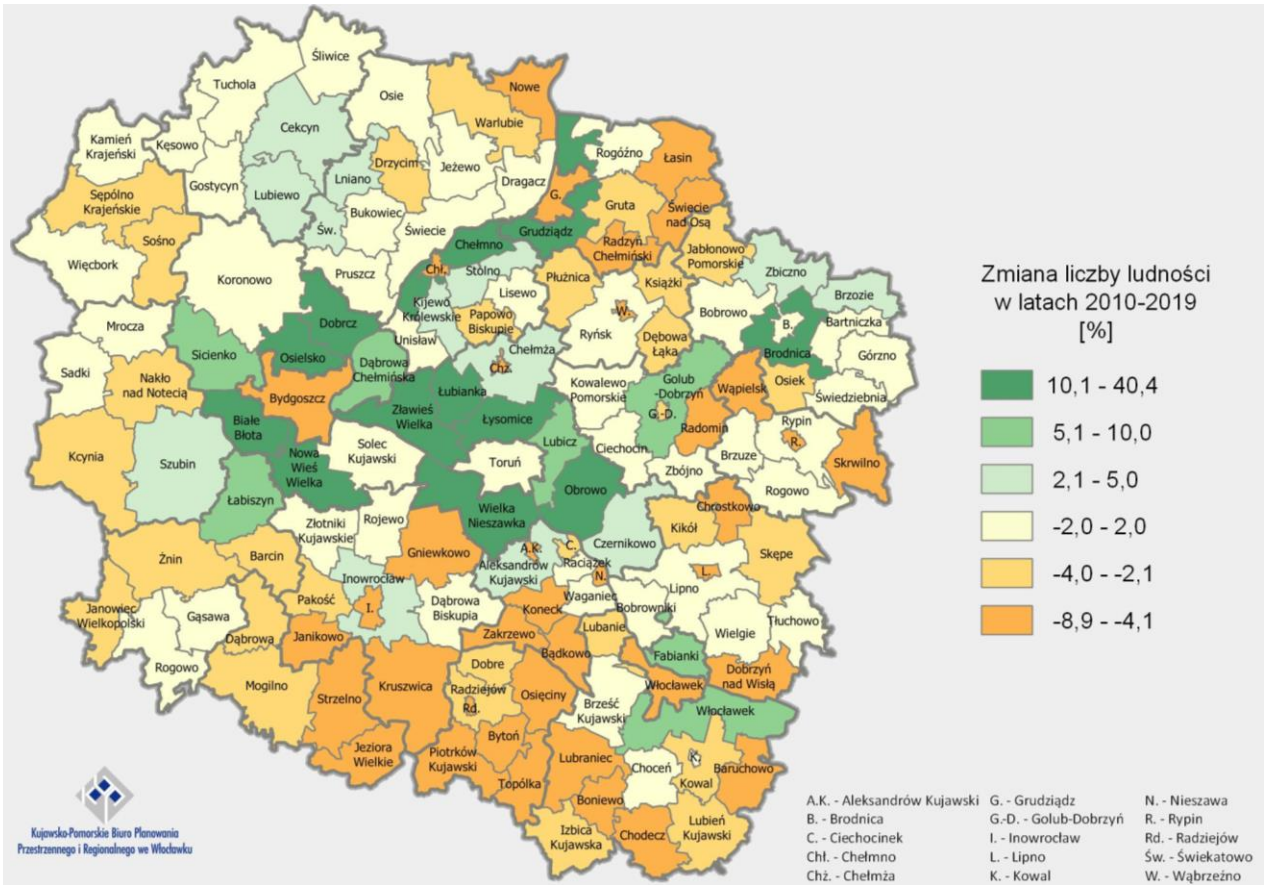 Śliwice
Tuchola
Osie
Nowe
Warlubie
Cekcyn
Kamień
Krajeński
Kęsowo
Rogóźno
Łasin
Drzycim
Jeżewo
Lniano
Dragacz
Gostycyn
Lubiewo
G.
Sępólno
Krajeńskie
Gruta
Świecie
nad Osą
Bukowiec
Św.
Świecie
Grudziądz
Sośno
Chełmno
Radzyń
Chełmiński
Jabłonowo
Pomorskie
Więcbork
Koronowo
Pruszcz
Chł.
Stolno
Płużnica
Książki
Zbiczno
Brzozie
Lisewo
Kijewo
Królewskie
Papowo
Biskupie
W.
Bobrowo
Bartniczka
Mrocza
Dobrcz
Unisław
Ryńsk
B.
Sicienko
Osielsko
Chełmża
Dębowa
Łąka
Brodnica
Górzno
Sadki
Dąbrowa
Chełmińska
Chż.
Nakło
nad Notecią
Bydgoszcz
Łubianka
Kowalewo
Pomorskie
Golub
-Dobrzyń
Wąpielsk
Osiek
Świedziebnia
Zławieś
Wielka
Łysomice
G.-D.
Białe
Błota
Radomin
Rypin
R.
Solec
Kujawski
Lubicz
Ciechocin
Brzuze
Kcynia
Szubin
Nowa
Wieś
Wielka
Toruń
Zbójno
Skrwilno
Rogowo
Łabiszyn
Obrowo
Wielka
Nieszawka
Chrostkowo
Złotniki
Kujawskie
Rojewo
Kikół
Gniewkowo
Czernikowo
Skępe
Żnin
Barcin
A.K.
C.
Aleksandrów
Kujawski
Raciążek
N.
L.
Inowrocław
Lipno
Pakość
I.
Dąbrowa
Biskupia
Waganiec
Bobrowniki
Janowiec
Wielkopolski
Gąsawa
Koneck
Tłuchowo
Dąbrowa
Janikowo
Zakrzewo
Lubanie
Wielgie
Rogowo
Bądkowo
Fabianki
Dobre
Mogilno
Strzelno
Kruszwica
Radziejów
Rd.
Osięciny
Włocławek
Dobrzyń
nad Wisłą
Brześć
Kujawski
Włocławek
Bytoń
Jeziora
Wielkie
Piotrków
Kujawski
Lubraniec
Choceń
K.
Kowal
Baruchowo
Topólka
Boniewo
Izbica
Kujawska
Chodecz
Lubień
Kujawski
Zmiana liczby ludności
w latach 2010-2019
[%]
10,1 - 40,4
5,1 - 10,0
2,1 - 5,0
-2,0 - 2,0
-4,0 - -2,1
-8,9 - -4,1
A.K. - Aleksandrów Kujawski
B. - Brodnica
C. - Ciechocinek
Chł. - Chełmno
Chż. - Chełmża
G. - Grudziądz
G.-D. - Golub-Dobrzyń
I. - Inowrocław
L. - Lipno
K. - Kowal
N. - Nieszawa
R. - Rypin
Rd. - Radziejów
Św. - Świekatowo
W. - Wąbrzeźno
Kujawsko-Pomorskie Biuro Planowania
Przestrzennego i Regionalnego we Włocławku